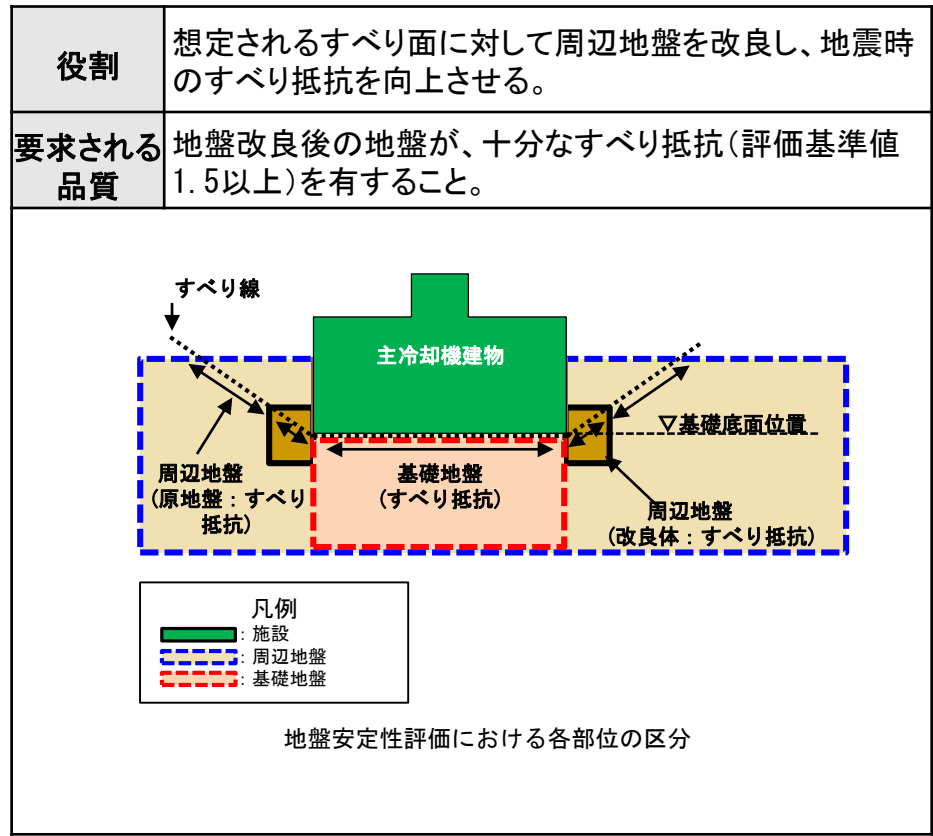 役割
想定されるすべり面に対して周辺地盤を改良し、地震時
のすべり抵抗を向上させる。
要求される
品質
地盤改良後の地盤が、十分なすべり抵抗(評価基準値
1.5以上)を有すること。
すべり線
主冷却機建物
▽基礎底面位置
周辺地盤
(原地盤：すべり
抵抗)
基礎地盤
(すべり抵抗)
周辺地盤
(改良体：すべり抵抗)
凡例
：施設
：周辺地盤
：基礎地盤
地盤安定性評価における各部位の区分